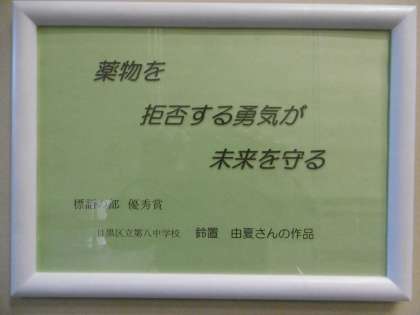 薬物を
拒否する勇気が
未来を守る
標語の部 優秀賞
目黒区立第八中学校 鈴置 由夏さんの作品